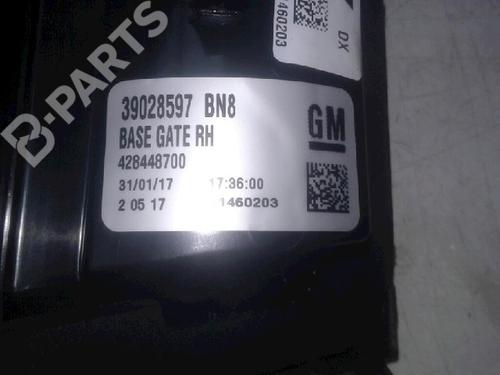 B-PARTS
1460203
DX
39028597 BN8
BASE GATE RH
GM
428448700
31/01/17 17:36:00
2 05 17 1460203